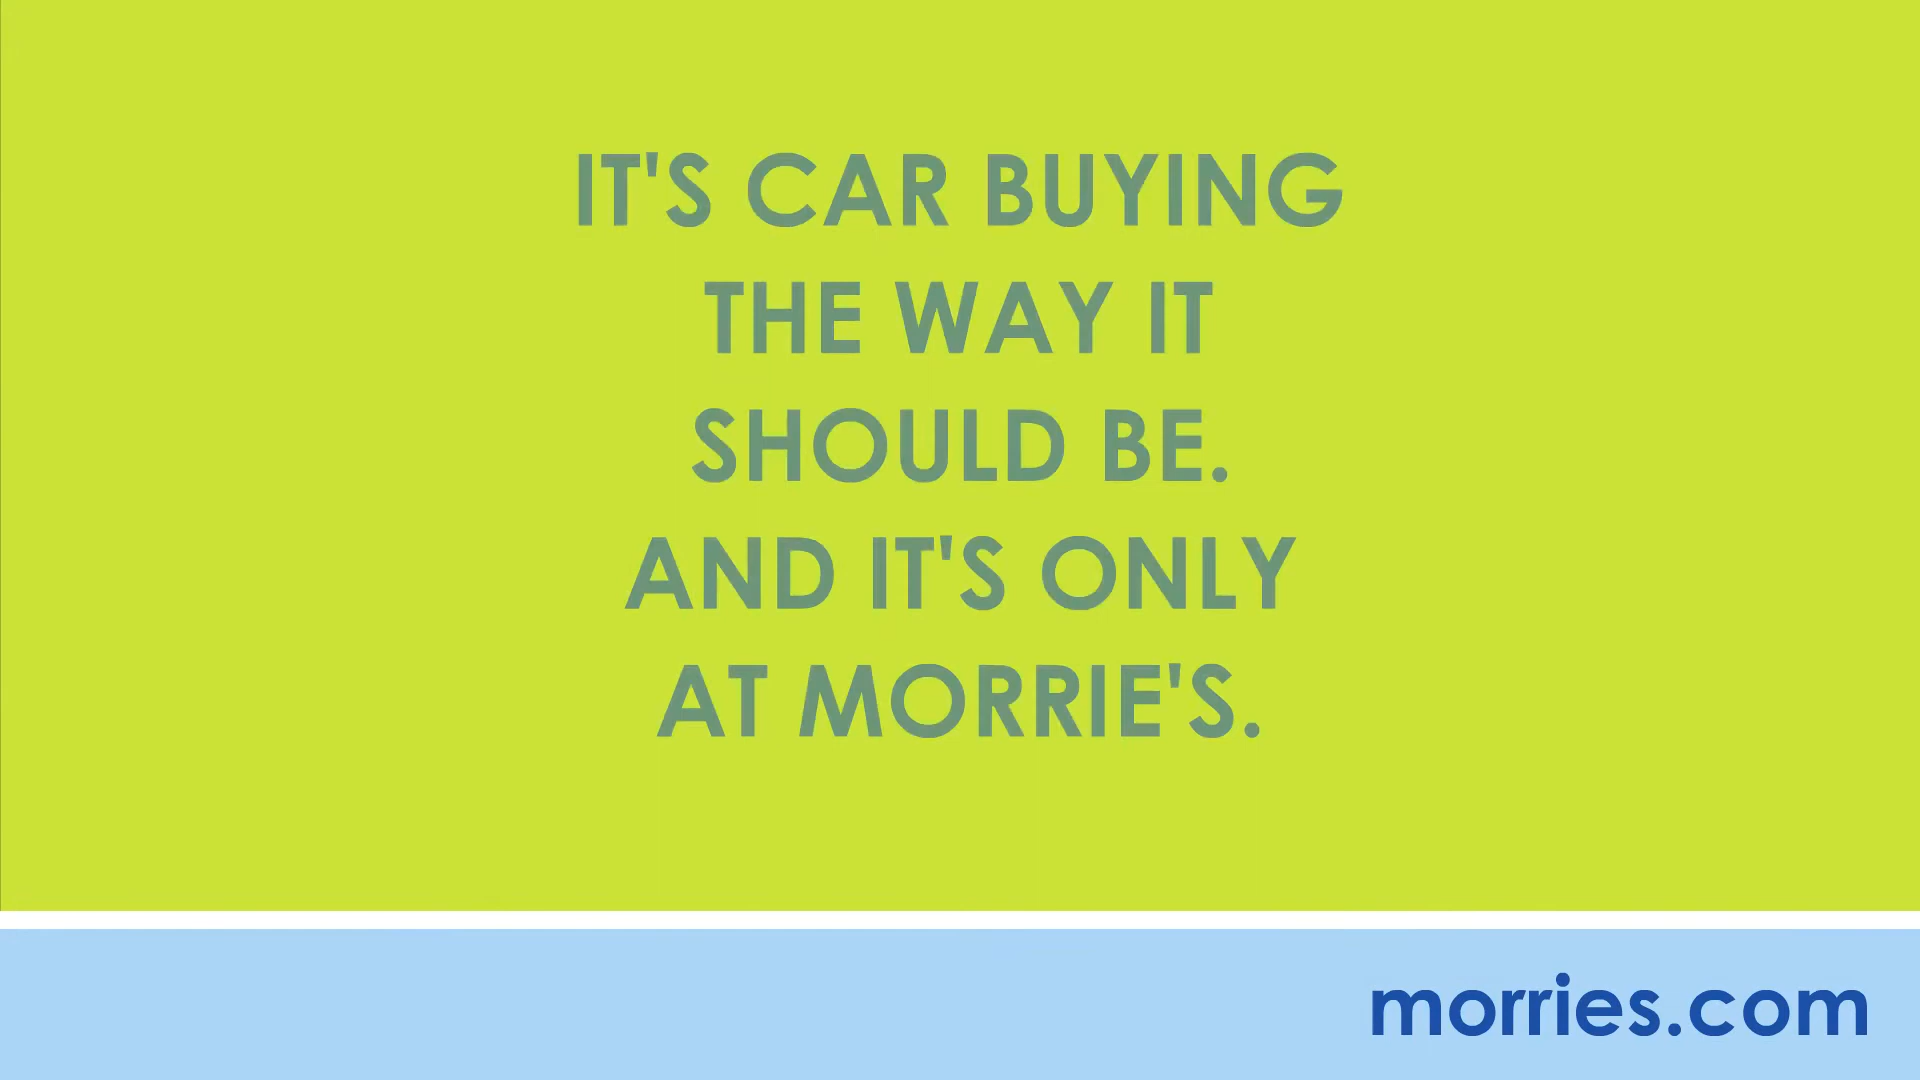 IT'S CAR BUYING
THE WAY IT
SHOULD BE.
AND IT'S ONLY
AT MORRIE'S.
morries.com